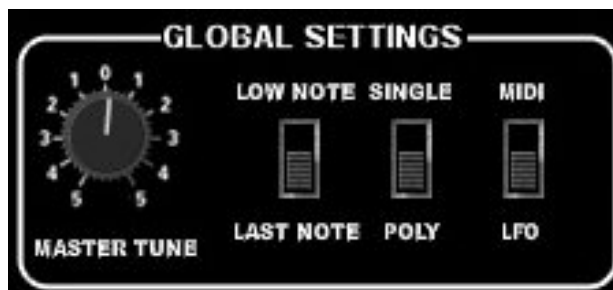 GLOBAL SETTINGS
0
1 1
2 2
3 3
4 4
5 5
LOW NOTE SINGLE MIDI
LAST NOTE POLY LFO
MASTER TUNE